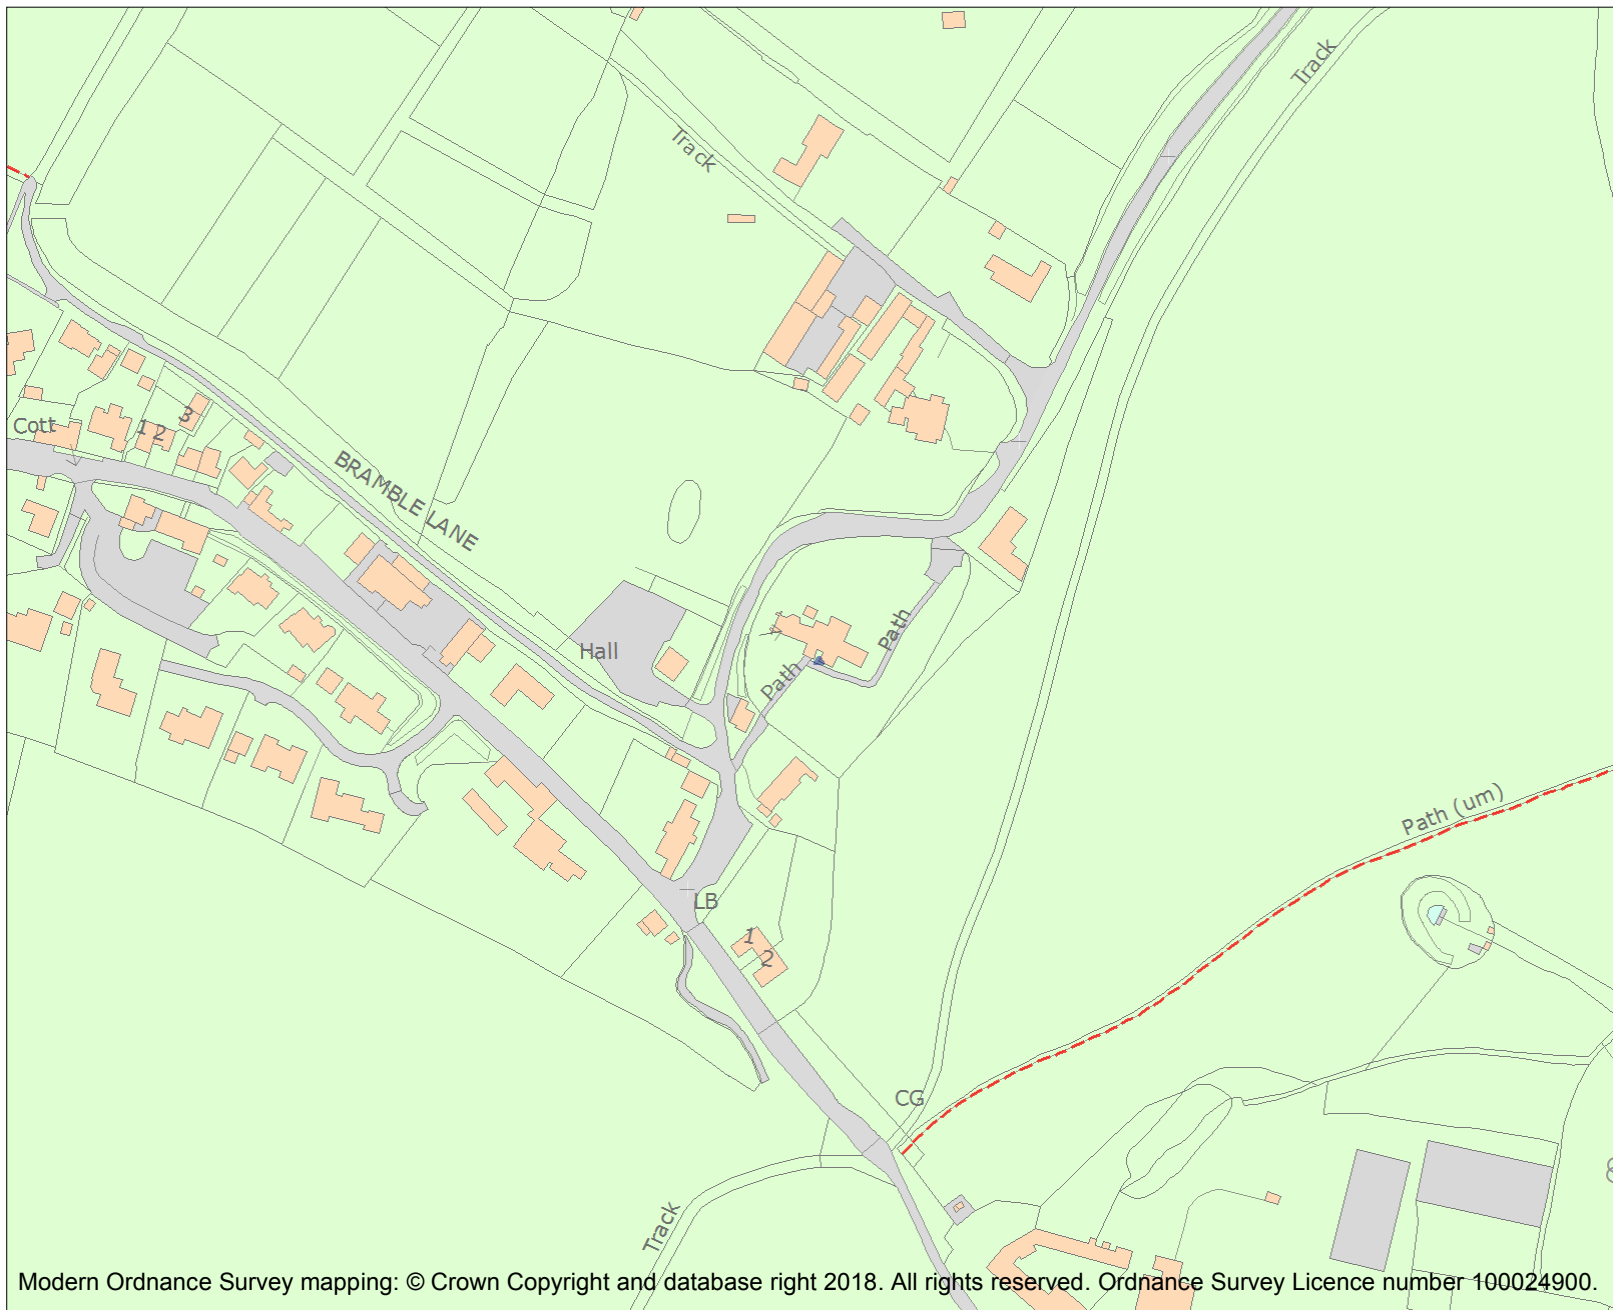 Track
Track
3
Cott
1 2
BRAMBLE LANE
Path
Hall
Path
Path (um)
LB
1
2
CG
Track
Modern Ordnance Survey mapping: © Crown Copyright and database right 2018. All rights reserved. Ordnance Survey Licence number 100024900.